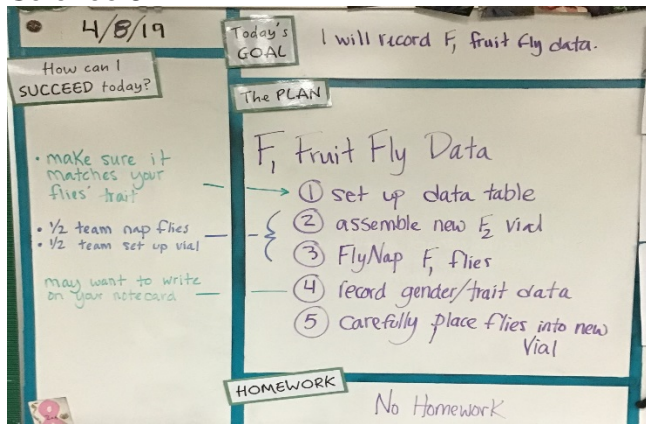 4/8/19
Today's
GOAL
I will record F₁ fruit fly data.
How can I
SUCCEED today?
The PLAN
F₁ Fruit Fly Data
• make sure it
matches your
flies' trait
① set up data table
• 1/2 team nap flies
• 1/2 team set up vial
② assemble new F₂ vial
③ FlyNap F₁ flies
may want to write
on your notecard
④ record gender/trait data
⑤ carefully place flies into new
Vial
HOMEWORK
No Homework